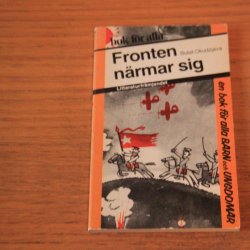 bok för alla
Fronten
Bulat Okudzjava
närmar sig
Litteraturfrämjandet
en bok för alla BARN och UNGDOMAR